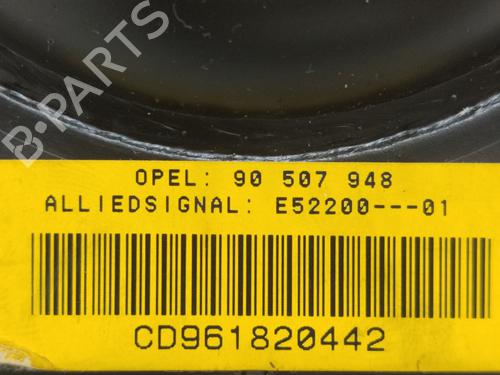 B-PARTS
OPEL: 90 507 948
ALLIEDSIGNAL: E52200---01
CD961820442